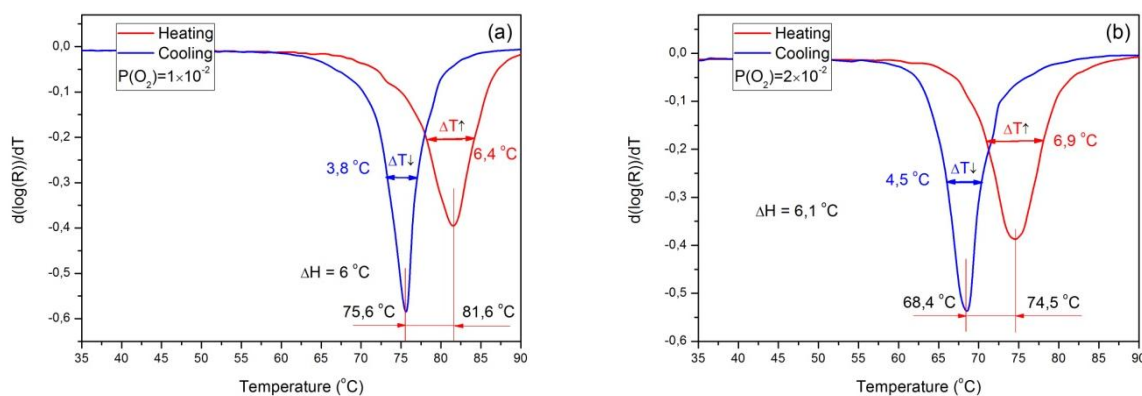 (a)
Heating
Cooling
P(O₂)=1×10⁻²
0,0
-0,1
-0,2
-0,3
-0,4
-0,5
-0,6
d(log(R))/dT
ΔT↑
6,4 °C
3,8 °C
ΔT↓
ΔH = 6 °C
75,6 °C
81,6 °C
35 40 45 50 55 60 65 70 75 80 85 90
Temperature (°C)
(b)
Heating
Cooling
P(O₂)=2×10⁻²
0,0
-0,1
-0,2
-0,3
-0,4
-0,5
-0,6
d(log(R))/dT
ΔT↑
6,9 °C
4,5 °C
ΔT↓
ΔH = 6,1 °C
68,4 °C
74,5 °C
35 40 45 50 55 60 65 70 75 80 85 90
Temperature (°C)